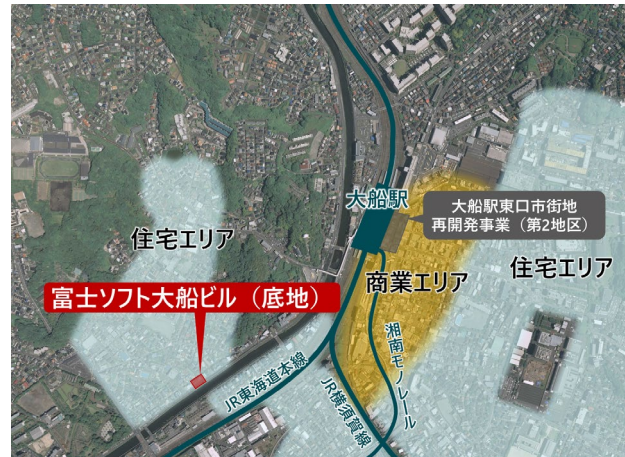 大船駅
大船駅東口市街地
再開発事業（第2地区）
住宅エリア
住宅エリア
商業エリア
富士ソフト大船ビル（底地）
湘南モノレール
JR東海道本線
JR横須賀線